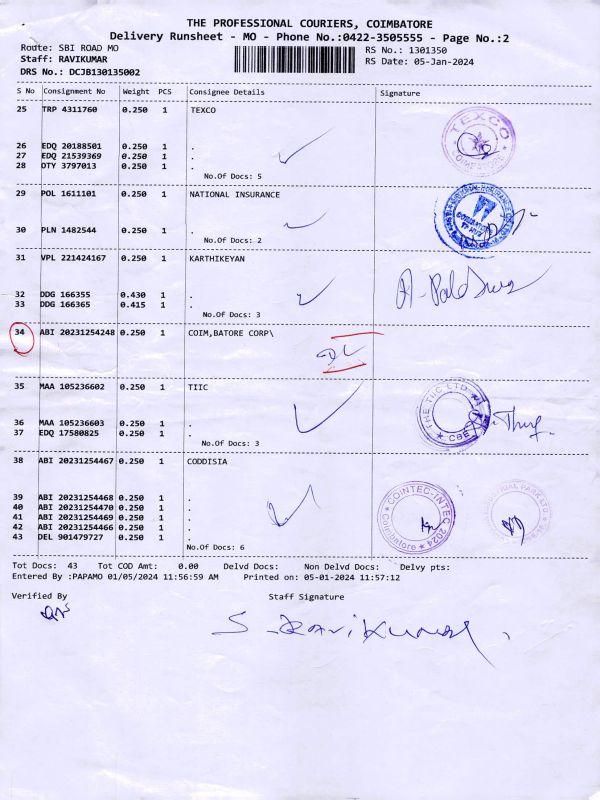 THE PROFESSIONAL COURIERS, COIMBATORE
Delivery Runsheet - MO - Phone No.:0422-3505555 - Page No.:2
Route: SBI ROAD MO RS No.: 1301350
Staff: RAVIKUMAR RS Date: 05-Jan-2024
DRS No.: DCJB130135002
S No Consignment No Weight PCS Consignee Details Signature
25 TRP 4311760 0.250 1 TEXCO
TEXCO
26 EDQ 20188501 0.250 1 .
27 EDQ 21539369 0.250 1 .
28 DTY 3797013 0.250 1 .
No.Of Docs: 5
29 POL 1611101 0.250 1 NATIONAL INSURANCE
30 PLN 1482544 0.250 1 .
No.Of Docs: 2
31 VPL 221424167 0.250 1 KARTHIKEYAN
32 DDG 166355 0.430 1 .
33 DDG 166365 0.415 1 .
No.Of Docs: 3
34 ABI 20231254248 0.250 1 COIM,BATORE CORP\
35 MAA 105236602 0.250 1 TIIC
THE TIIC LTD.
CBE
36 MAA 105236603 0.250 1 .
37 EDQ 17580825 0.250 1 .
No.Of Docs: 3
38 ABI 20231254467 0.250 1 CODDISIA
COINTEC-INTEC 2024
Coimbatore
39 ABI 20231254468 0.250 1 .
40 ABI 20231254470 0.250 1 .
41 ABI 20231254469 0.250 1 .
42 ABI 20231254466 0.250 1 .
43 DEL 901479727 0.250 1 .
No.Of Docs: 6
Tot Docs: 43 Tot COD Amt: 0.00 Delvd Docs: Non Delvd Docs: Delvy pts:
Entered By :PAPAMO 01/05/2024 11:56:59 AM Printed on: 05-01-2024 11:57:12
Verified By Staff Signature
S. Ravi Kumar.